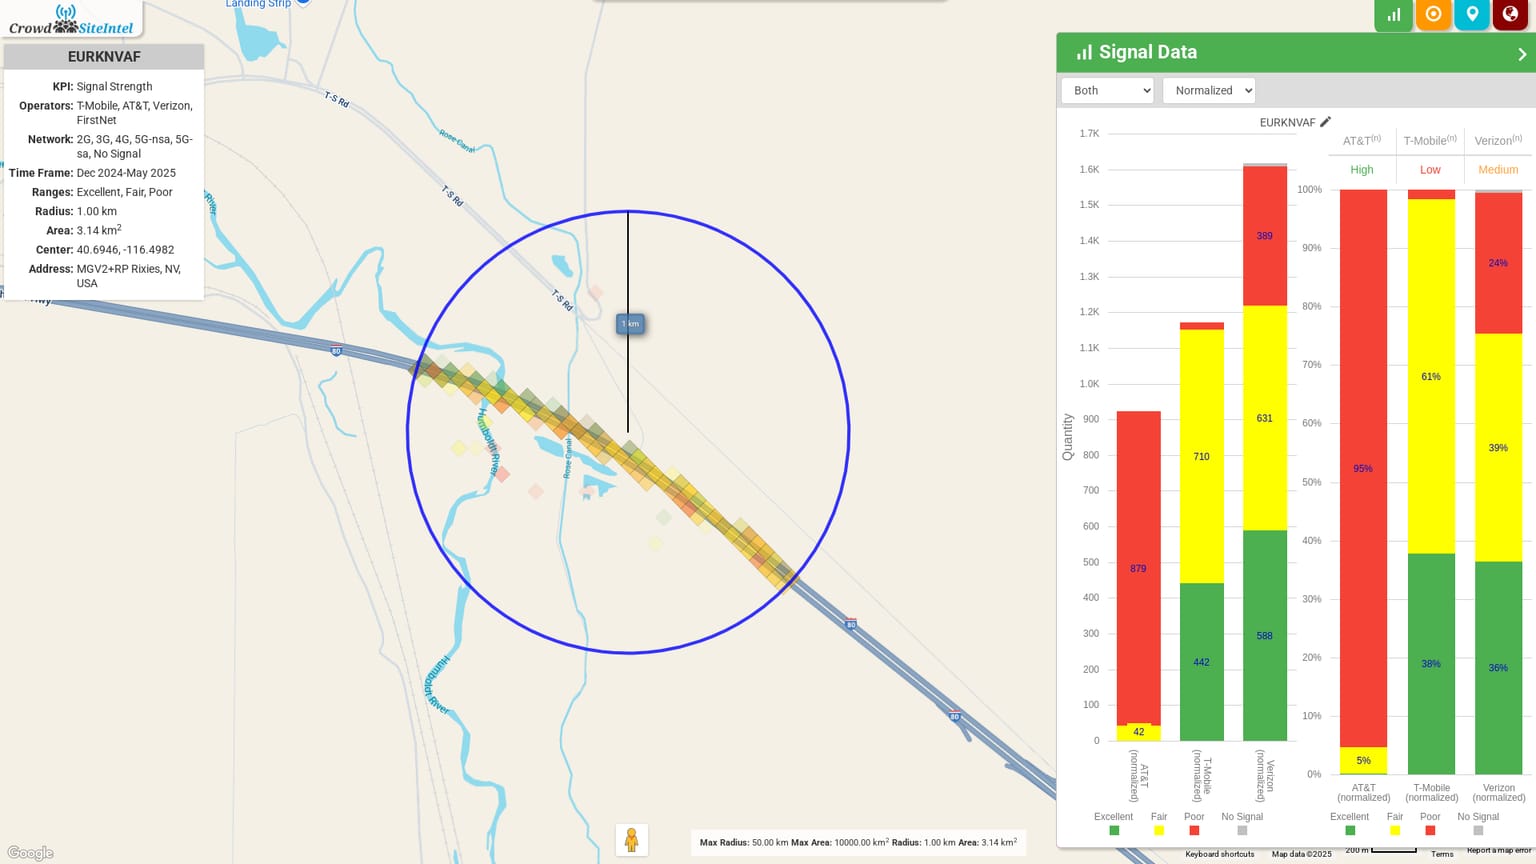 Landing Strip
Crowd SiteIntel
EURKNVAF
KPI: Signal Strength
Operators: T-Mobile, AT&T, Verizon,
FirstNet
Network: 2G, 3G, 4G, 5G-nsa, 5G-
sa, No Signal
Time Frame: Dec 2024-May 2025
Ranges: Excellent, Fair, Poor
Radius: 1.00 km
Area: 3.14 km2
Center: 40.6946, -116.4982
Address: MGV2+RP Rixies, NV,
USA
T-S Rd
Rose Canal
T-S Rd
River
T-S Rd
1 km
80
Humboldt River
Rose Canal
80
Humboldt River
80
Google
Max Radius: 50.00 km Max Area: 10000.00 km2 Radius: 1.00 km Area: 3.14 km2
Signal Data
Both
Normalized
EURKNVAF
1.7K
1.6K
1.5K
1.4K
1.3K
1.2K
1.1K
1.0K
900
800
700
600
500
400
300
200
100
0
Quantity
879
42
710
442
389
631
588
AT&T (normalized)
T-Mobile (normalized)
Verizon (normalized)
Excellent Fair Poor No Signal
AT&T(n) T-Mobile(n) Verizon(n)
High Low Medium
100%
90%
80%
70%
60%
50%
40%
30%
20%
10%
0%
95%
5%
61%
38%
24%
39%
36%
AT&T (normalized)
T-Mobile (normalized)
Verizon (normalized)
Excellent Fair Poor No Signal
Keyboard shortcuts Map data ©2025 200 m Terms Report a map error